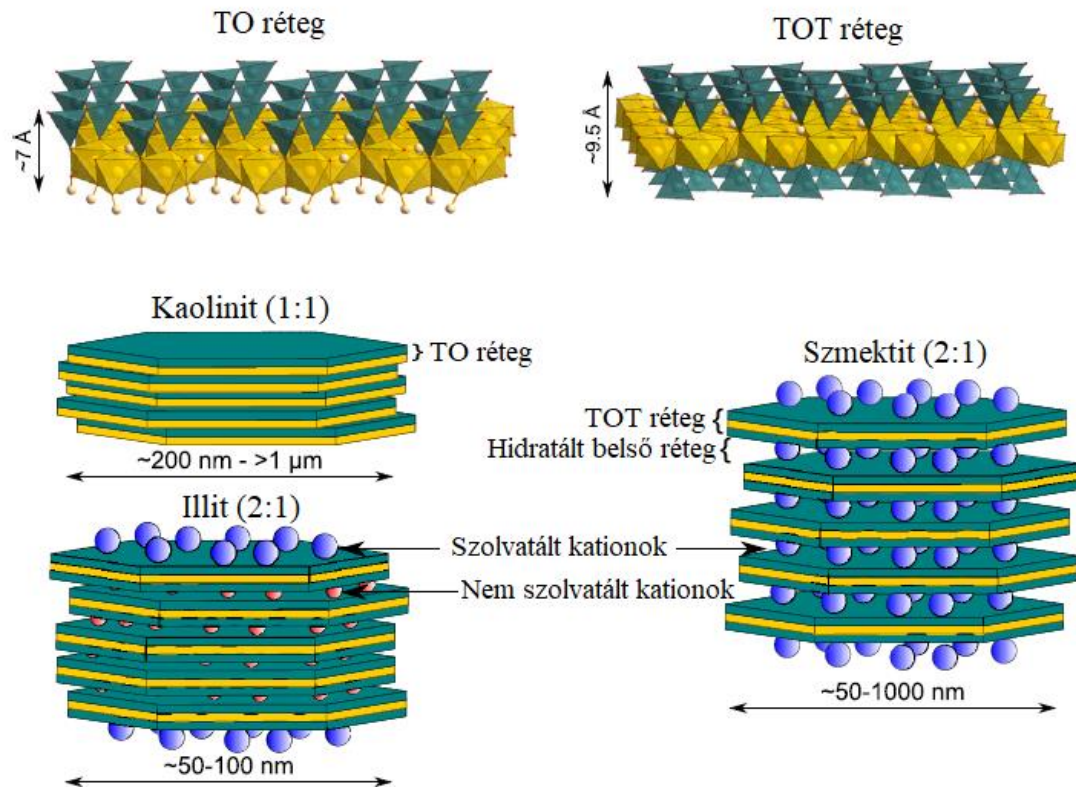 TO réteg
TOT réteg
~7 Å
~9.5 Å
Kaolinit (1:1)
} TO réteg
~200 nm - >1 µm
Szmektit (2:1)
TOT réteg {
Hidratált belső réteg {
Illit (2:1)
Szolvatált kationok
Nem szolvatált kationok
~50-100 nm
~50-1000 nm